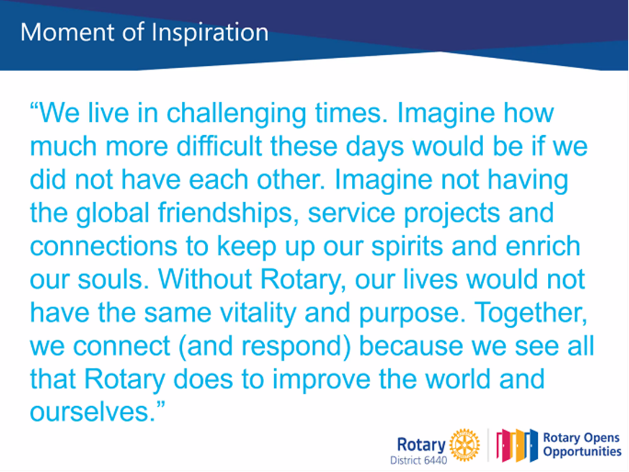 Moment of Inspiration
“We live in challenging times. Imagine how
much more difficult these days would be if we
did not have each other. Imagine not having
the global friendships, service projects and
connections to keep up our spirits and enrich
our souls. Without Rotary, our lives would not
have the same vitality and purpose. Together,
we connect (and respond) because we see all
that Rotary does to improve the world and
ourselves.”
Rotary
District 6440
Rotary Opens
Opportunities